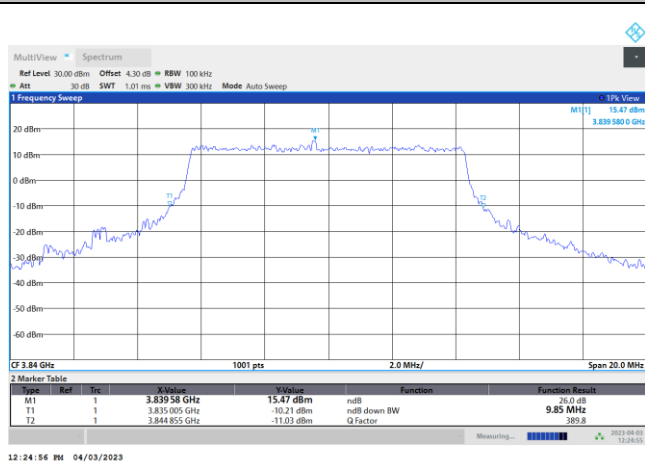 MultiView Spectrum
Ref Level 30.00 dBm Offset 4.30 dB RBW 100 kHz
Att 30 dB SWT 1.01 ms VBW 300 kHz Mode Auto Sweep
1 Frequency Sweep 1Pk View
M1[1] 15.47 dBm
3.839 580 0 GHz
20 dBm
M1
10 dBm
0 dBm
T1
T2
-10 dBm
-20 dBm
-30 dBm
-40 dBm
-50 dBm
-60 dBm
CF 3.84 GHz 1001 pts 2.0 MHz/ Span 20.0 MHz
2 Marker Table
Type Ref Trc X-Value Y-Value Function Function Result
M1 1 3.839 58 GHz 15.47 dBm ndB 26.0 dB
T1 1 3.835 005 GHz -10.21 dBm ndB down BW 9.85 MHz
T2 1 3.844 855 GHz -11.03 dBm Q Factor 389.8
Measuring... 2023-04-03
12:24:55
12:24:56 PM 04/03/2023